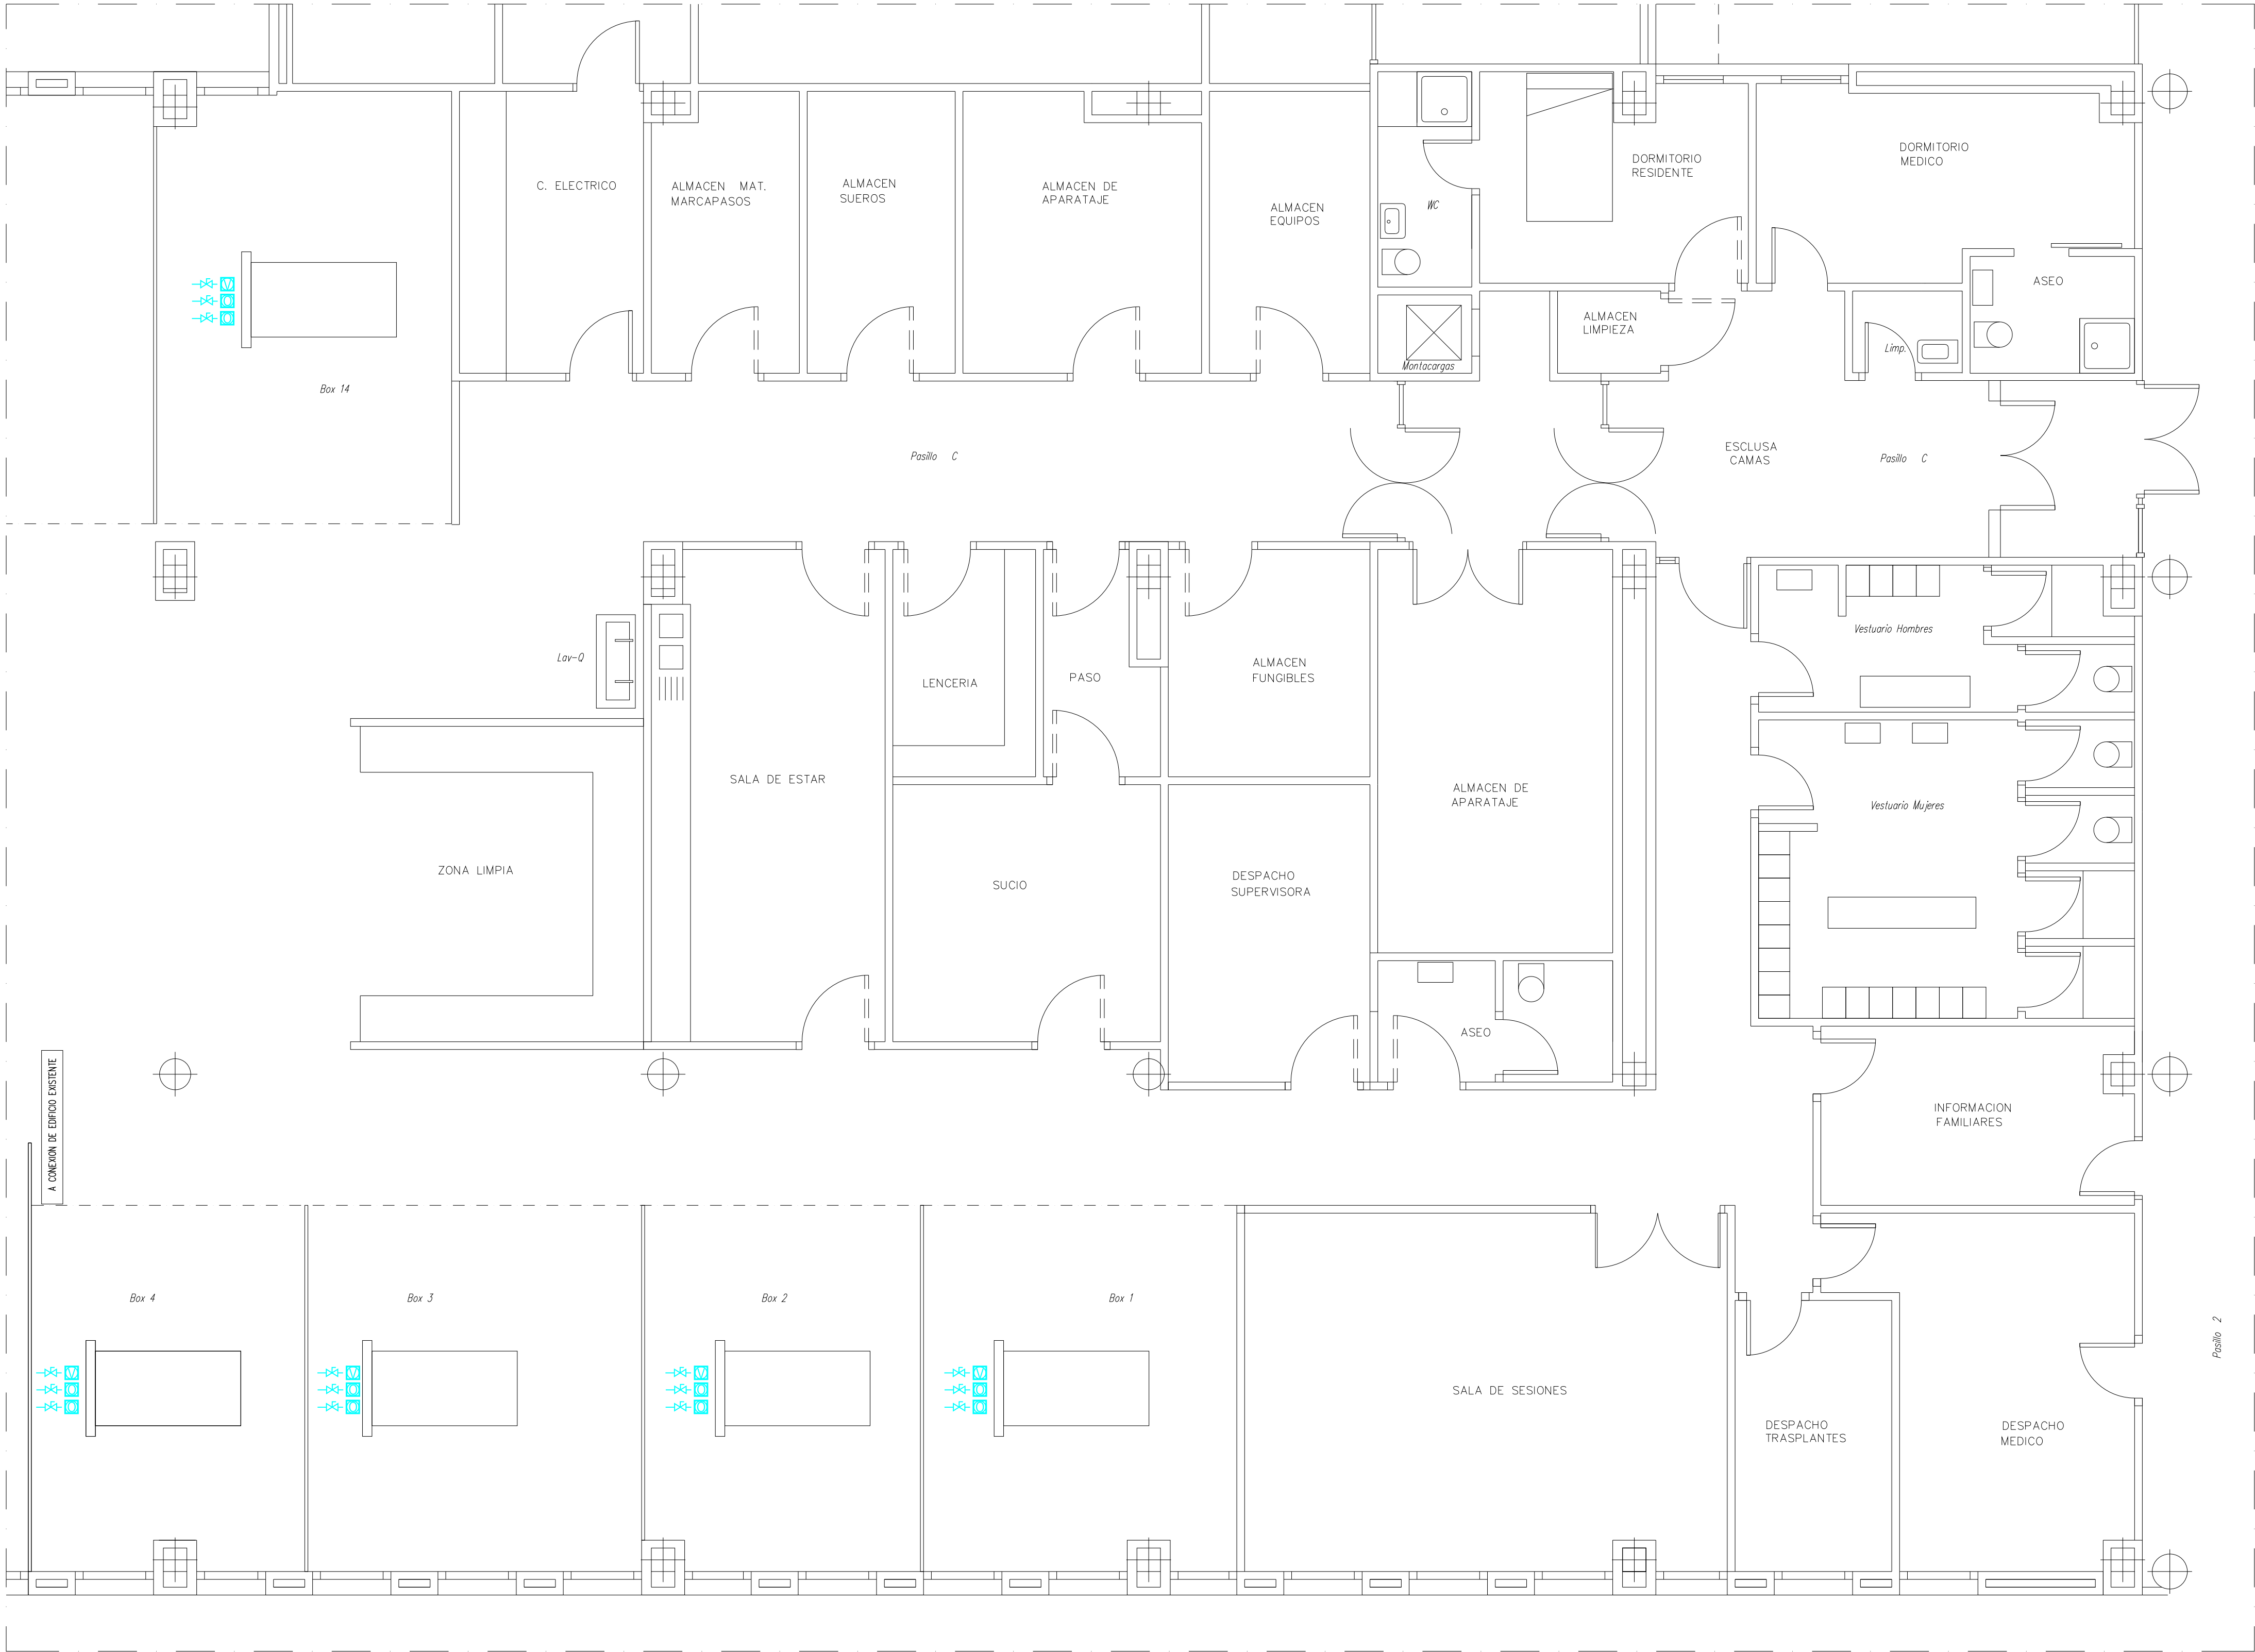 C. ELECTRICO
ALMACEN MAT.
MARCAPASOS
ALMACEN
SUEROS
ALMACEN DE
APARATAJE
ALMACEN
EQUIPOS
WC
DORMITORIO
RESIDENTE
DORMITORIO
MEDICO
ASEO
ALMACEN
LIMPIEZA
Limp.
Montacargas
V
O
O
Box 14
Pasillo C
ESCLUSA
CAMAS
Pasillo C
Lav-Q
LENCERIA
PASO
ALMACEN
FUNGIBLES
Vestuario Hombres
SALA DE ESTAR
ALMACEN DE
APARATAJE
Vestuario Mujeres
ZONA LIMPIA
SUCIO
DESPACHO
SUPERVISORA
ASEO
A CONEXION DE EDIFICIO EXISTENTE
INFORMACION
FAMILIARES
Box 4
Box 3
Box 2
Box 1
V
O
O
V
O
O
V
O
O
V
O
O
SALA DE SESIONES
DESPACHO
TRASPLANTES
DESPACHO
MEDICO
Pasillo 2